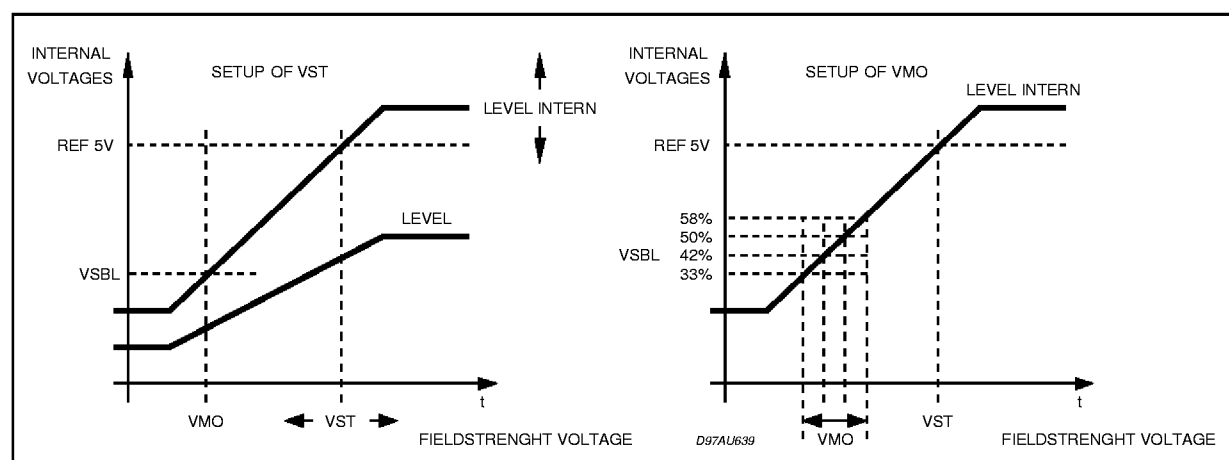 INTERNAL
VOLTAGES
SETUP OF VST
LEVEL INTERN
REF 5V
LEVEL
VSBL
t
VMO
VST
FIELDSTRENGHT VOLTAGE
INTERNAL
VOLTAGES
SETUP OF VMO
LEVEL INTERN
REF 5V
58%
50%
VSBL 42%
33%
t
D97AU639
VMO
VST
FIELDSTRENGHT VOLTAGE